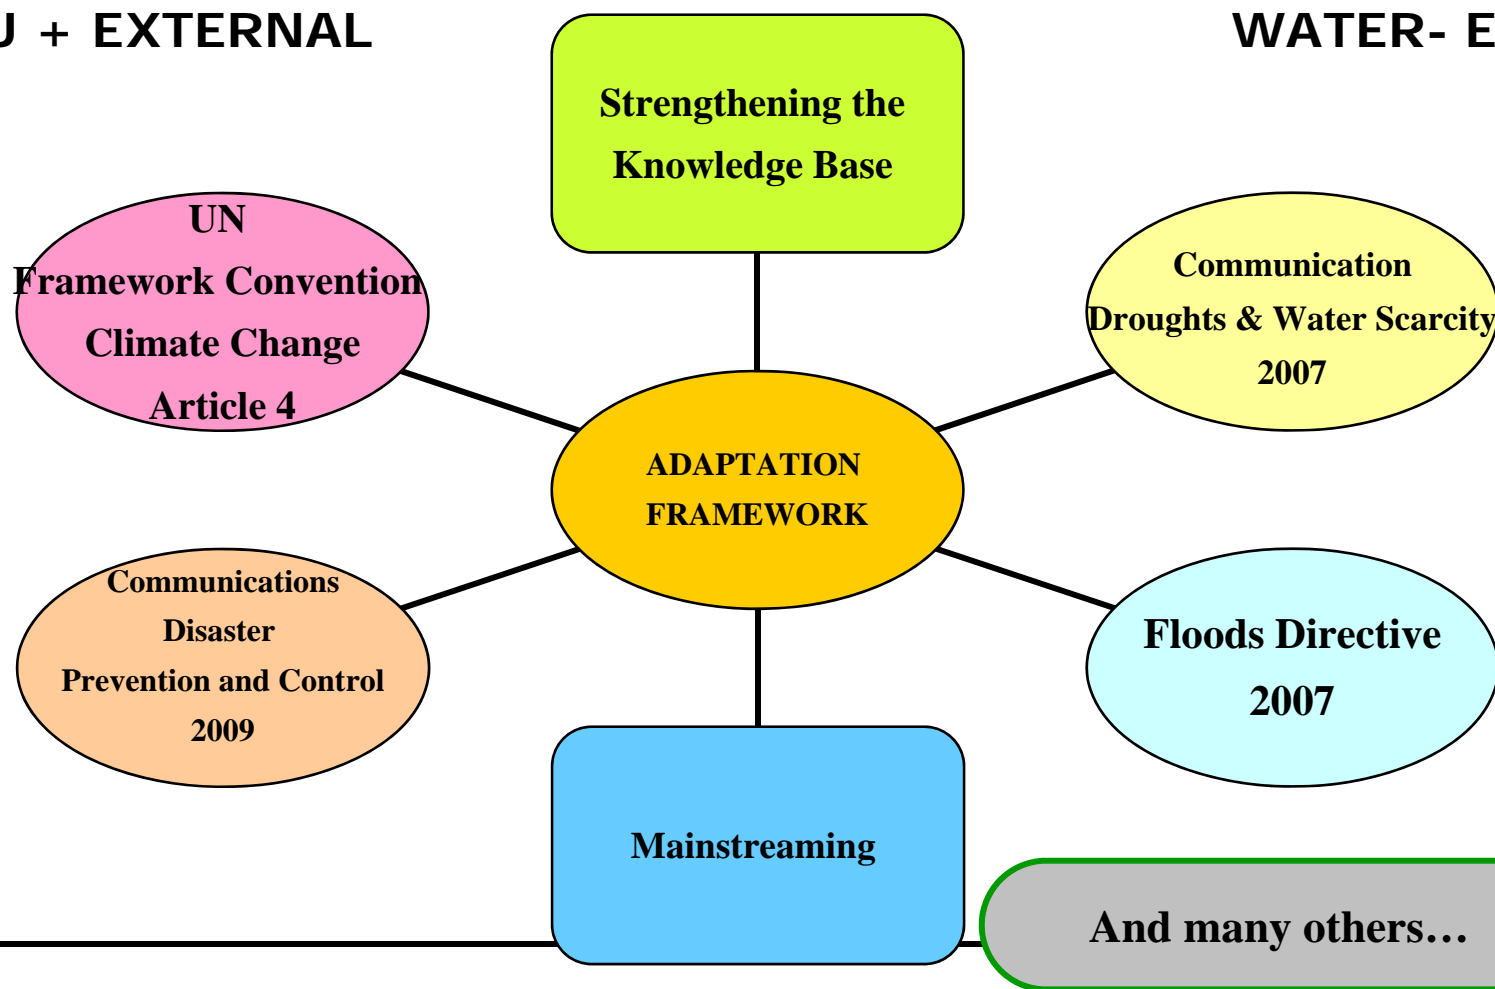 U + EXTERNAL
WATER- E
Strengthening the
Knowledge Base
UN
Framework Convention
Climate Change
Article 4
Communication
Droughts & Water Scarcity
2007
ADAPTATION
FRAMEWORK
Communications
Disaster
Prevention and Control
2009
Floods Directive
2007
Mainstreaming
And many others…